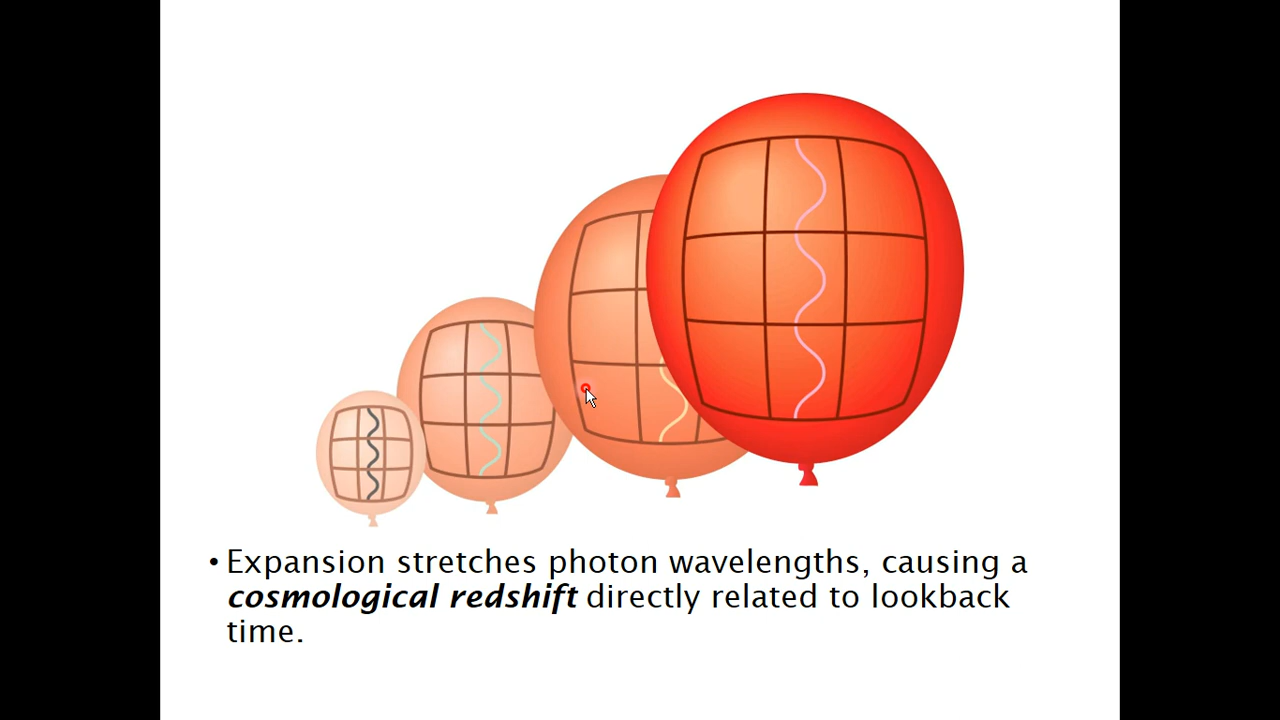 • Expansion stretches photon wavelengths, causing a
cosmological redshift directly related to lookback
time.